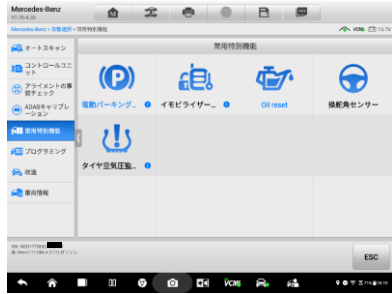 Mercedes-Benz
V7.30-4.30
Mercedes-Benz > 自動選択 > 常用特別機能
VCMI 13.7V
オートスキャン
コントロールユニット
アライメントの事前チェック
ADASキャリブレーション
常用特別機能
プログラミング
改造
車両情報
常用特別機能
電動パーキング...
イモビライザー...
Oil reset
操舵角センサー
タイヤ空気圧監...
VCMI
ESC